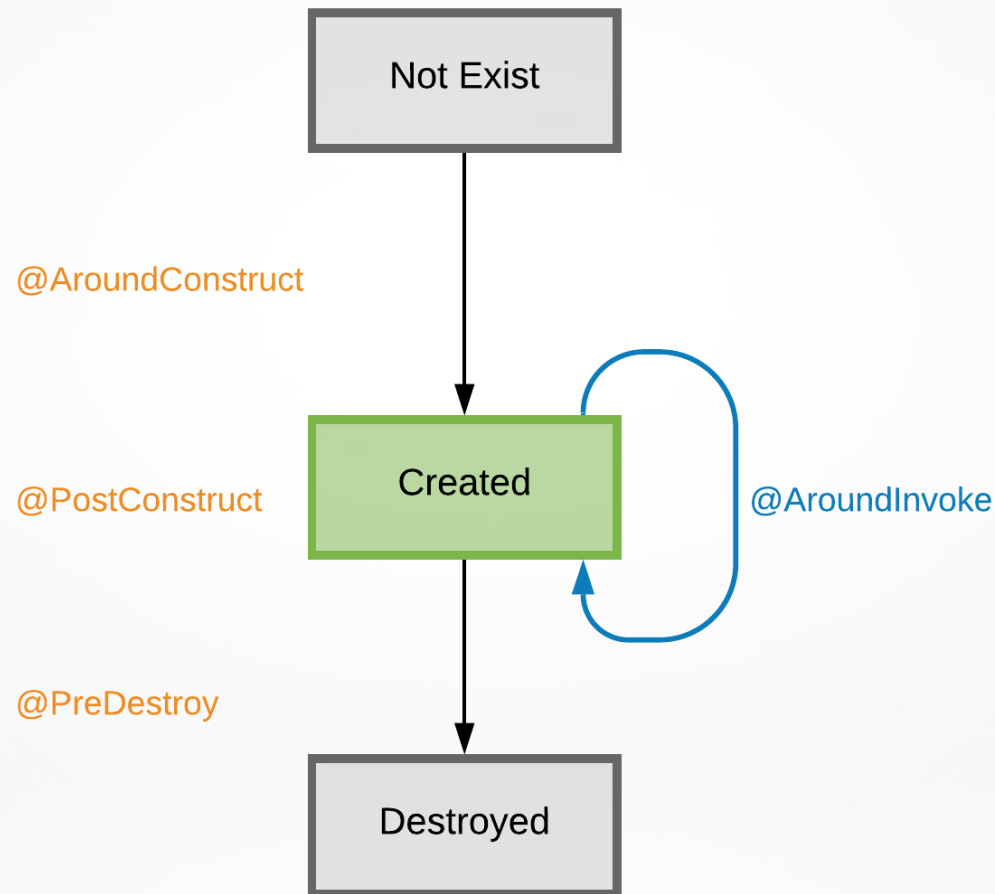 Not Exist
@AroundConstruct
Created
@PostConstruct
@AroundInvoke
@PreDestroy
Destroyed